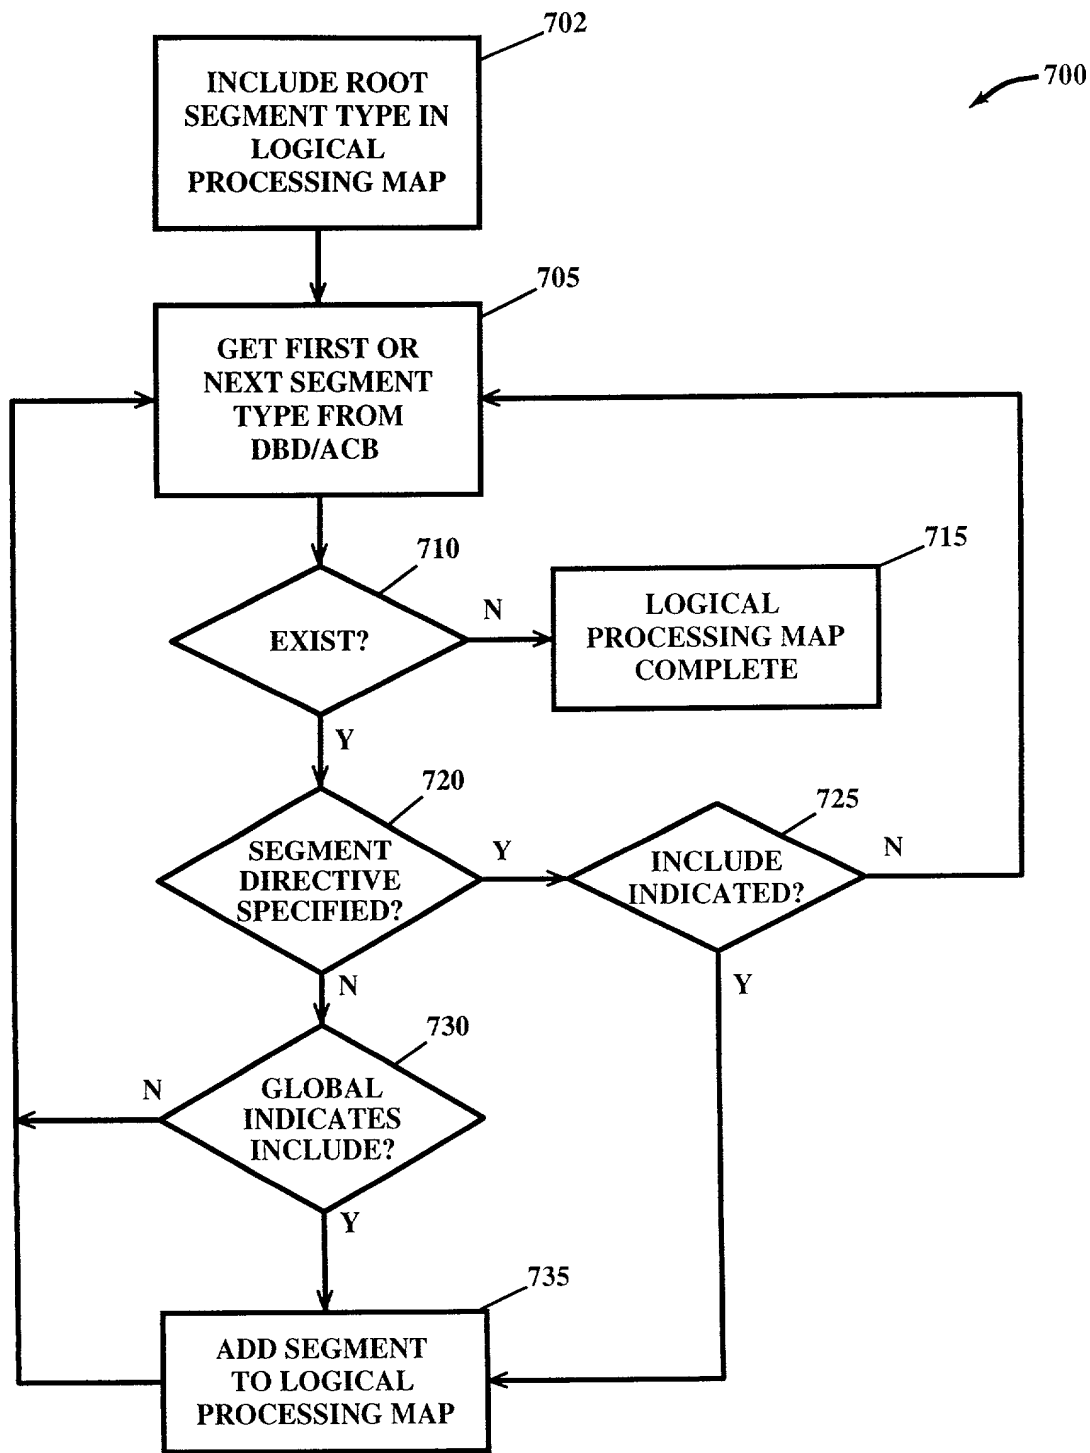 702
700
INCLUDE ROOT
SEGMENT TYPE IN
LOGICAL
PROCESSING MAP
705
GET FIRST OR
NEXT SEGMENT
TYPE FROM
DBD/ACB
710
715
EXIST?
N
LOGICAL
PROCESSING MAP
COMPLETE
Y
720
725
SEGMENT
DIRECTIVE
SPECIFIED?
Y
INCLUDE
INDICATED?
N
N
Y
730
N
GLOBAL
INDICATES
INCLUDE?
Y
735
ADD SEGMENT
TO LOGICAL
PROCESSING MAP